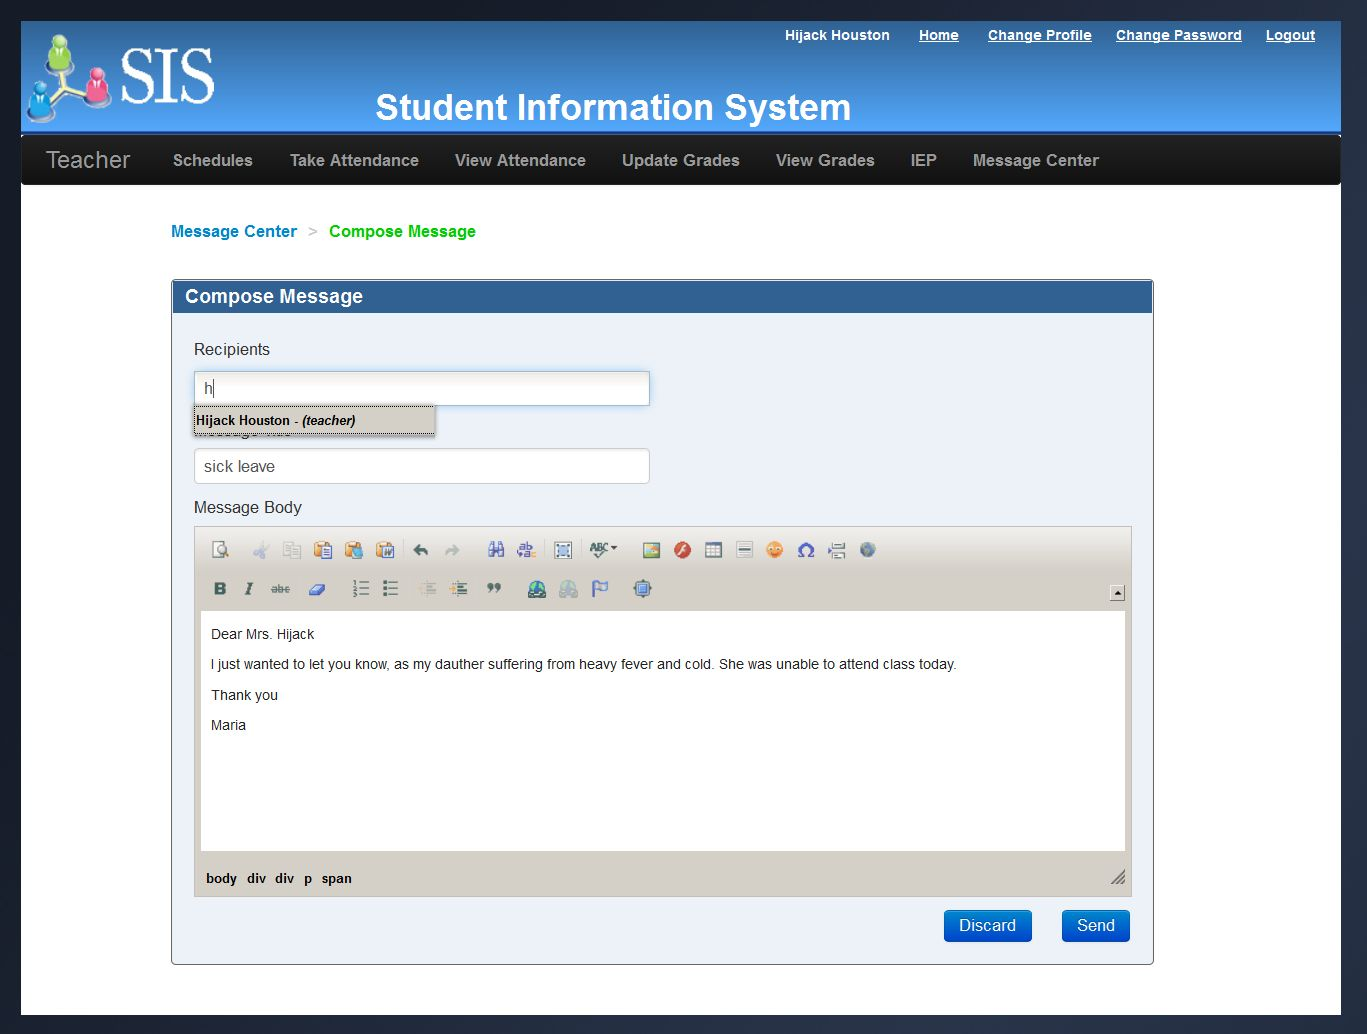 Hijack Houston Home Change Profile Change Password Logout
SIS
Student Information System
Teacher Schedules Take Attendance View Attendance Update Grades View Grades IEP Message Center
Message Center > Compose Message
Compose Message
Recipients
h
Hijack Houston - (teacher)
sick leave
Message Body
ABC
B I abc
Dear Mrs. Hijack
I just wanted to let you know, as my dauther suffering from heavy fever and cold. She was unable to attend class today.
Thank you
Maria
body div div p span
Discard Send